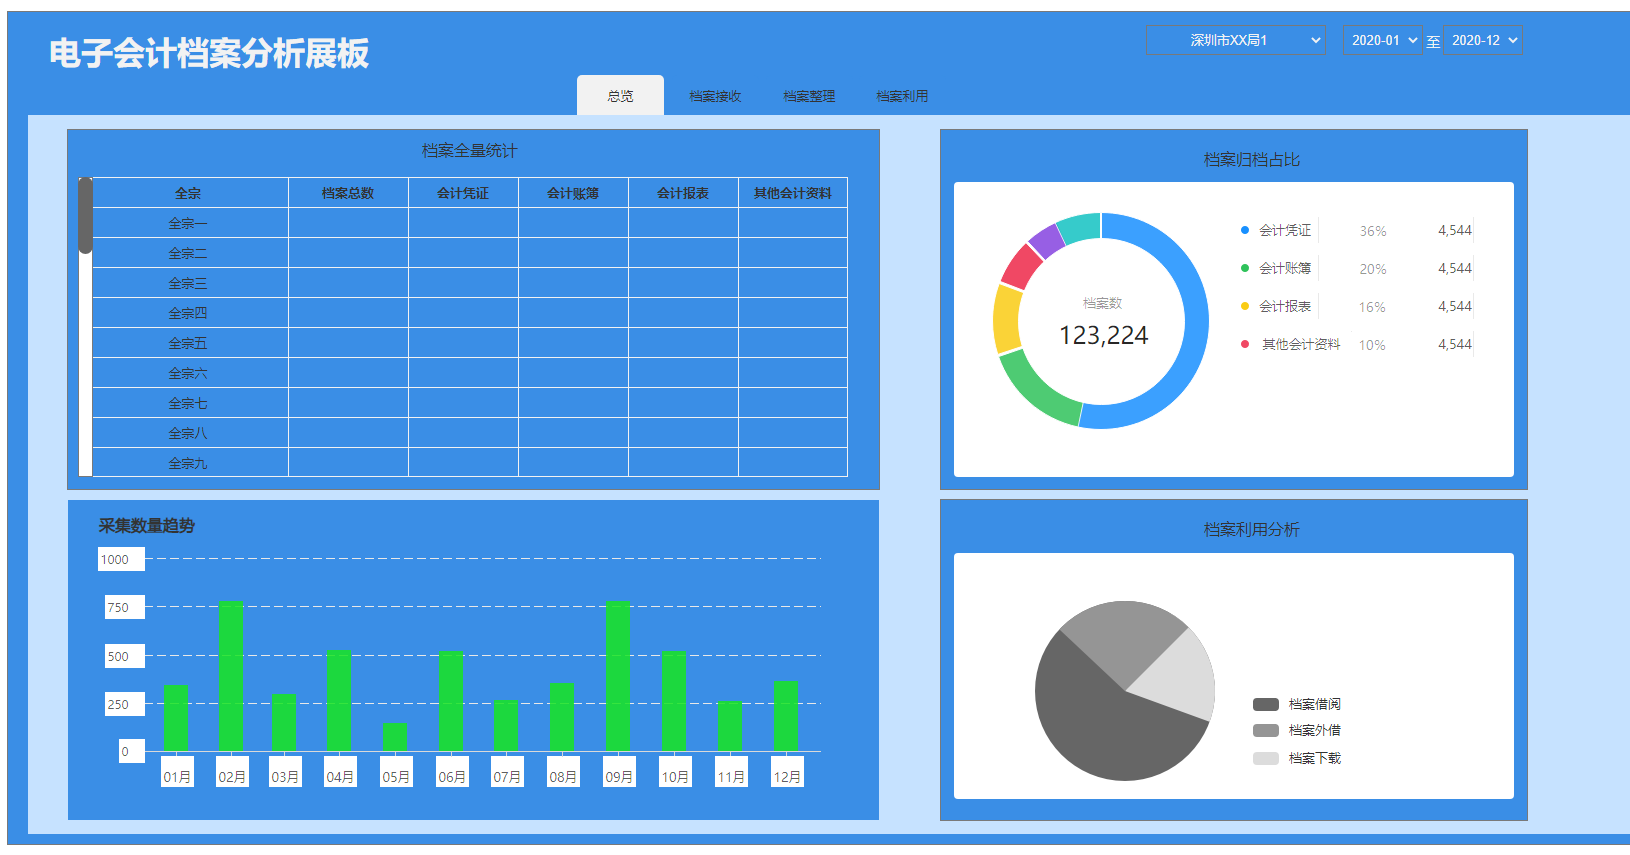 电子会计档案分析展板
深圳市XX局1 2020-01 至 2020-12
总览 档案接收 档案整理 档案利用
档案全量统计
全宗 档案总数 会计凭证 会计账簿 会计报表 其他会计资料
全宗一
全宗二
全宗三
全宗四
全宗五
全宗六
全宗七
全宗八
全宗九
档案归档占比
档案数
123,224
会计凭证 36% 4,544
会计账簿 20% 4,544
会计报表 16% 4,544
其他会计资料 10% 4,544
采集数量趋势
1000
750
500
250
0
01月 02月 03月 04月 05月 06月 07月 08月 09月 10月 11月 12月
档案利用分析
档案借阅
档案外借
档案下载